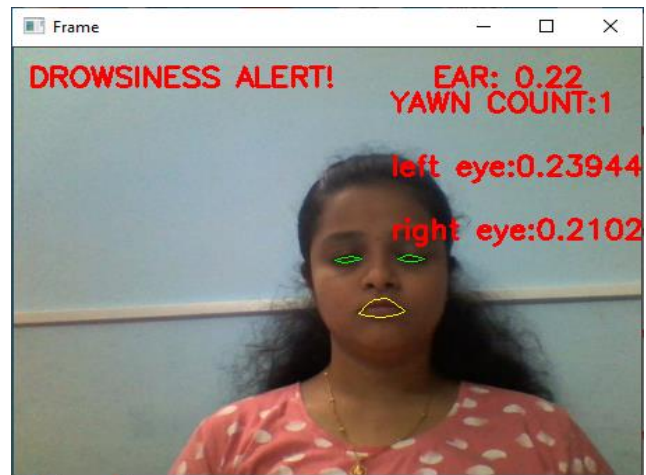 Frame
DROWSINESS ALERT!
EAR: 0.22
YAWN COUNT:1
left eye:0.23944
right eye:0.2102